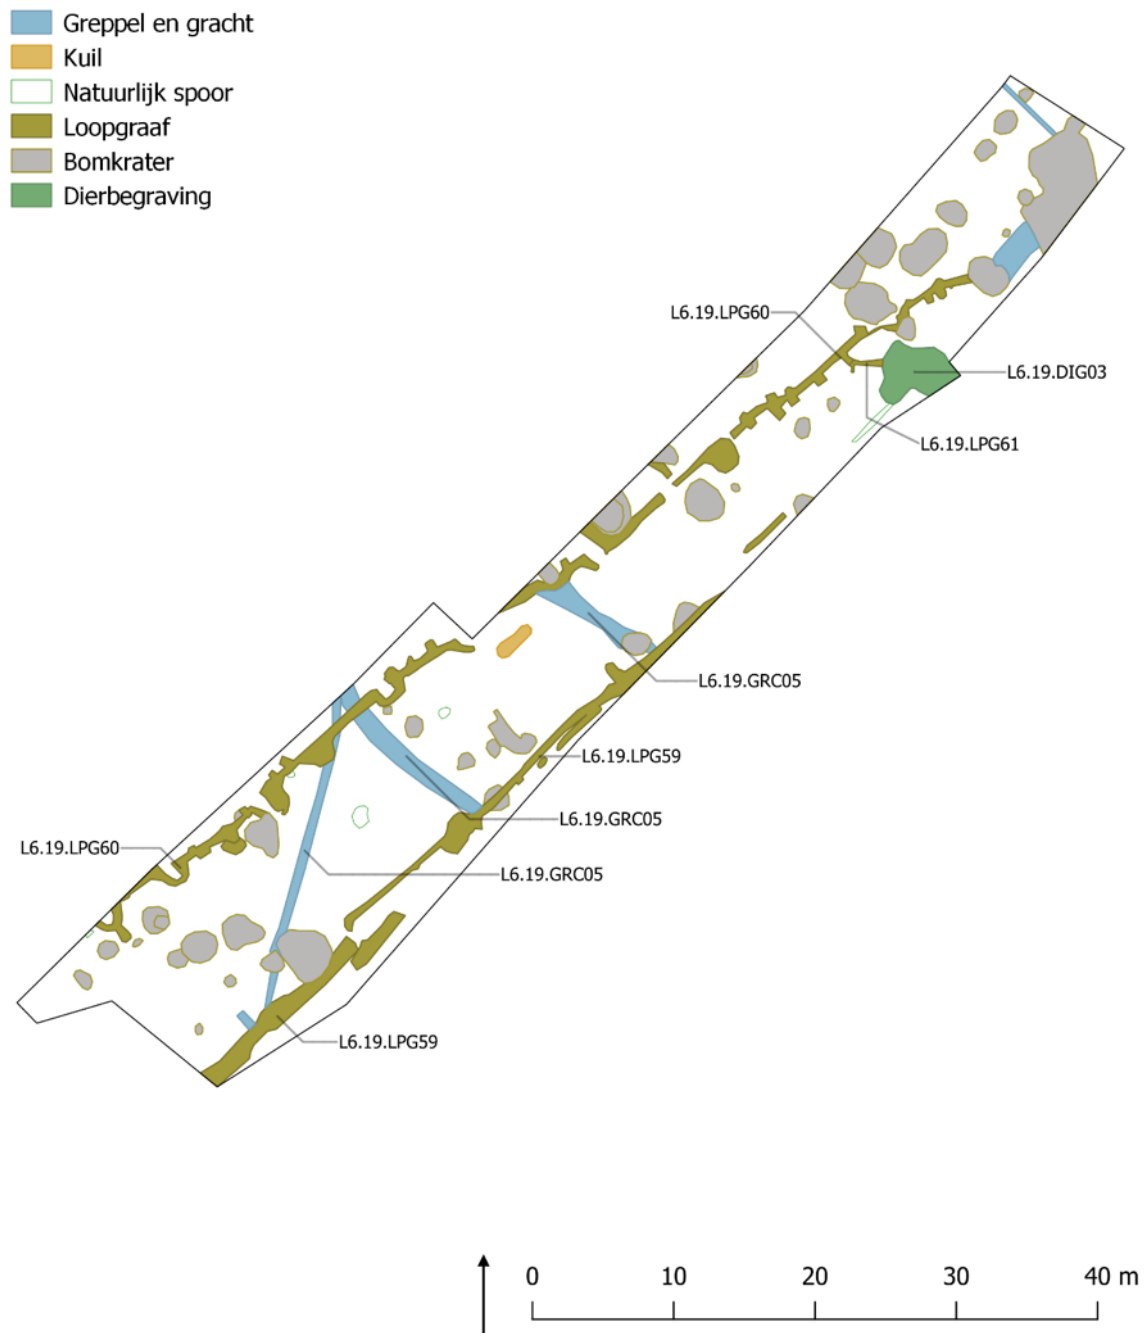 Greppel en gracht
Kuil
Natuurlijk spoor
Loopgraaf
Bomkrater
Dierbegraving
L6.19.LPG60
L6.19.DIG03
L6.19.LPG61
L6.19.GRC05
L6.19.LPG59
L6.19.GRC05
L6.19.LPG60
L6.19.GRC05
L6.19.LPG59
0 10 20 30 40 m